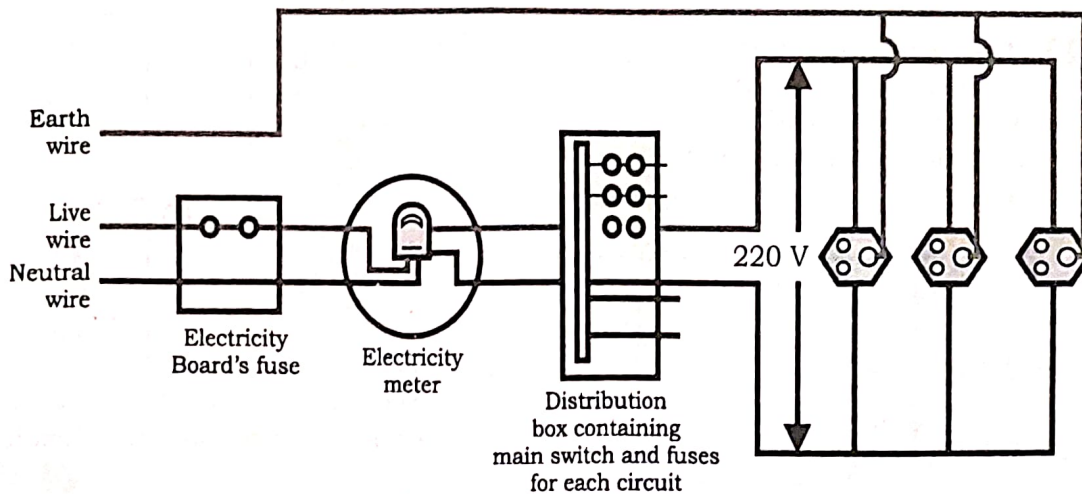 Earth
wire
Live
wire
Neutral
wire
Electricity
Board's fuse
Electricity
meter
Distribution
box containing
main switch and fuses
for each circuit
220 V